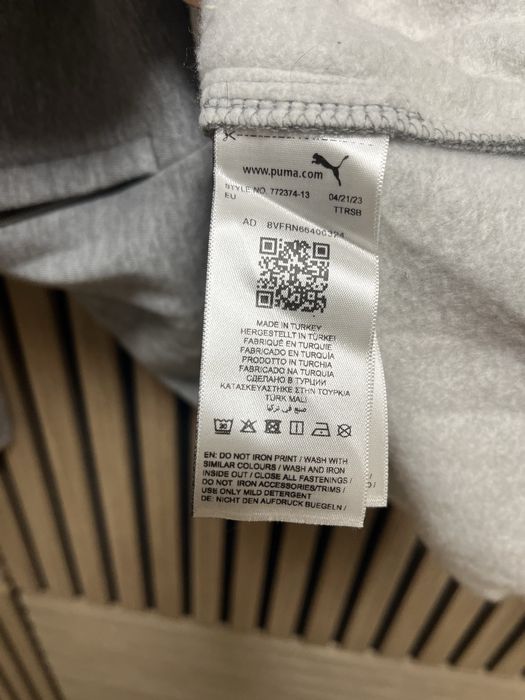 www.puma.com
STYLE NO. 772374-13 04/21/23
EU TTRSB
AD 8VFRN66400324
MADE IN TURKEY
HERGESTELLT IN TÜRKEI
FABRIQUÉ EN TURQUIE
FABRICADO EN TURQUÍA
PRODOTTO IN TURCHIA
FABRICADO NA TURQUIA
СДЕЛАНО В ТУРЦИИ
ΚΑΤΑΣΚΕΥΑΣΤΗΚΕ ΣΤΗΝ ΤΟΥΡΚΙΑ
TÜRK MALI
صنع في تركيا
30
EN: DO NOT IRON PRINT / WASH WITH
SIMILAR COLOURS / WASH AND IRON
INSIDE OUT / CLOSE ALL FASTENINGS /
DO NOT IRON ACCESSORIES/TRIMS /
USE ONLY MILD DETERGENT
DE: NICHT DEN AUFDRUCK BUEGELN /